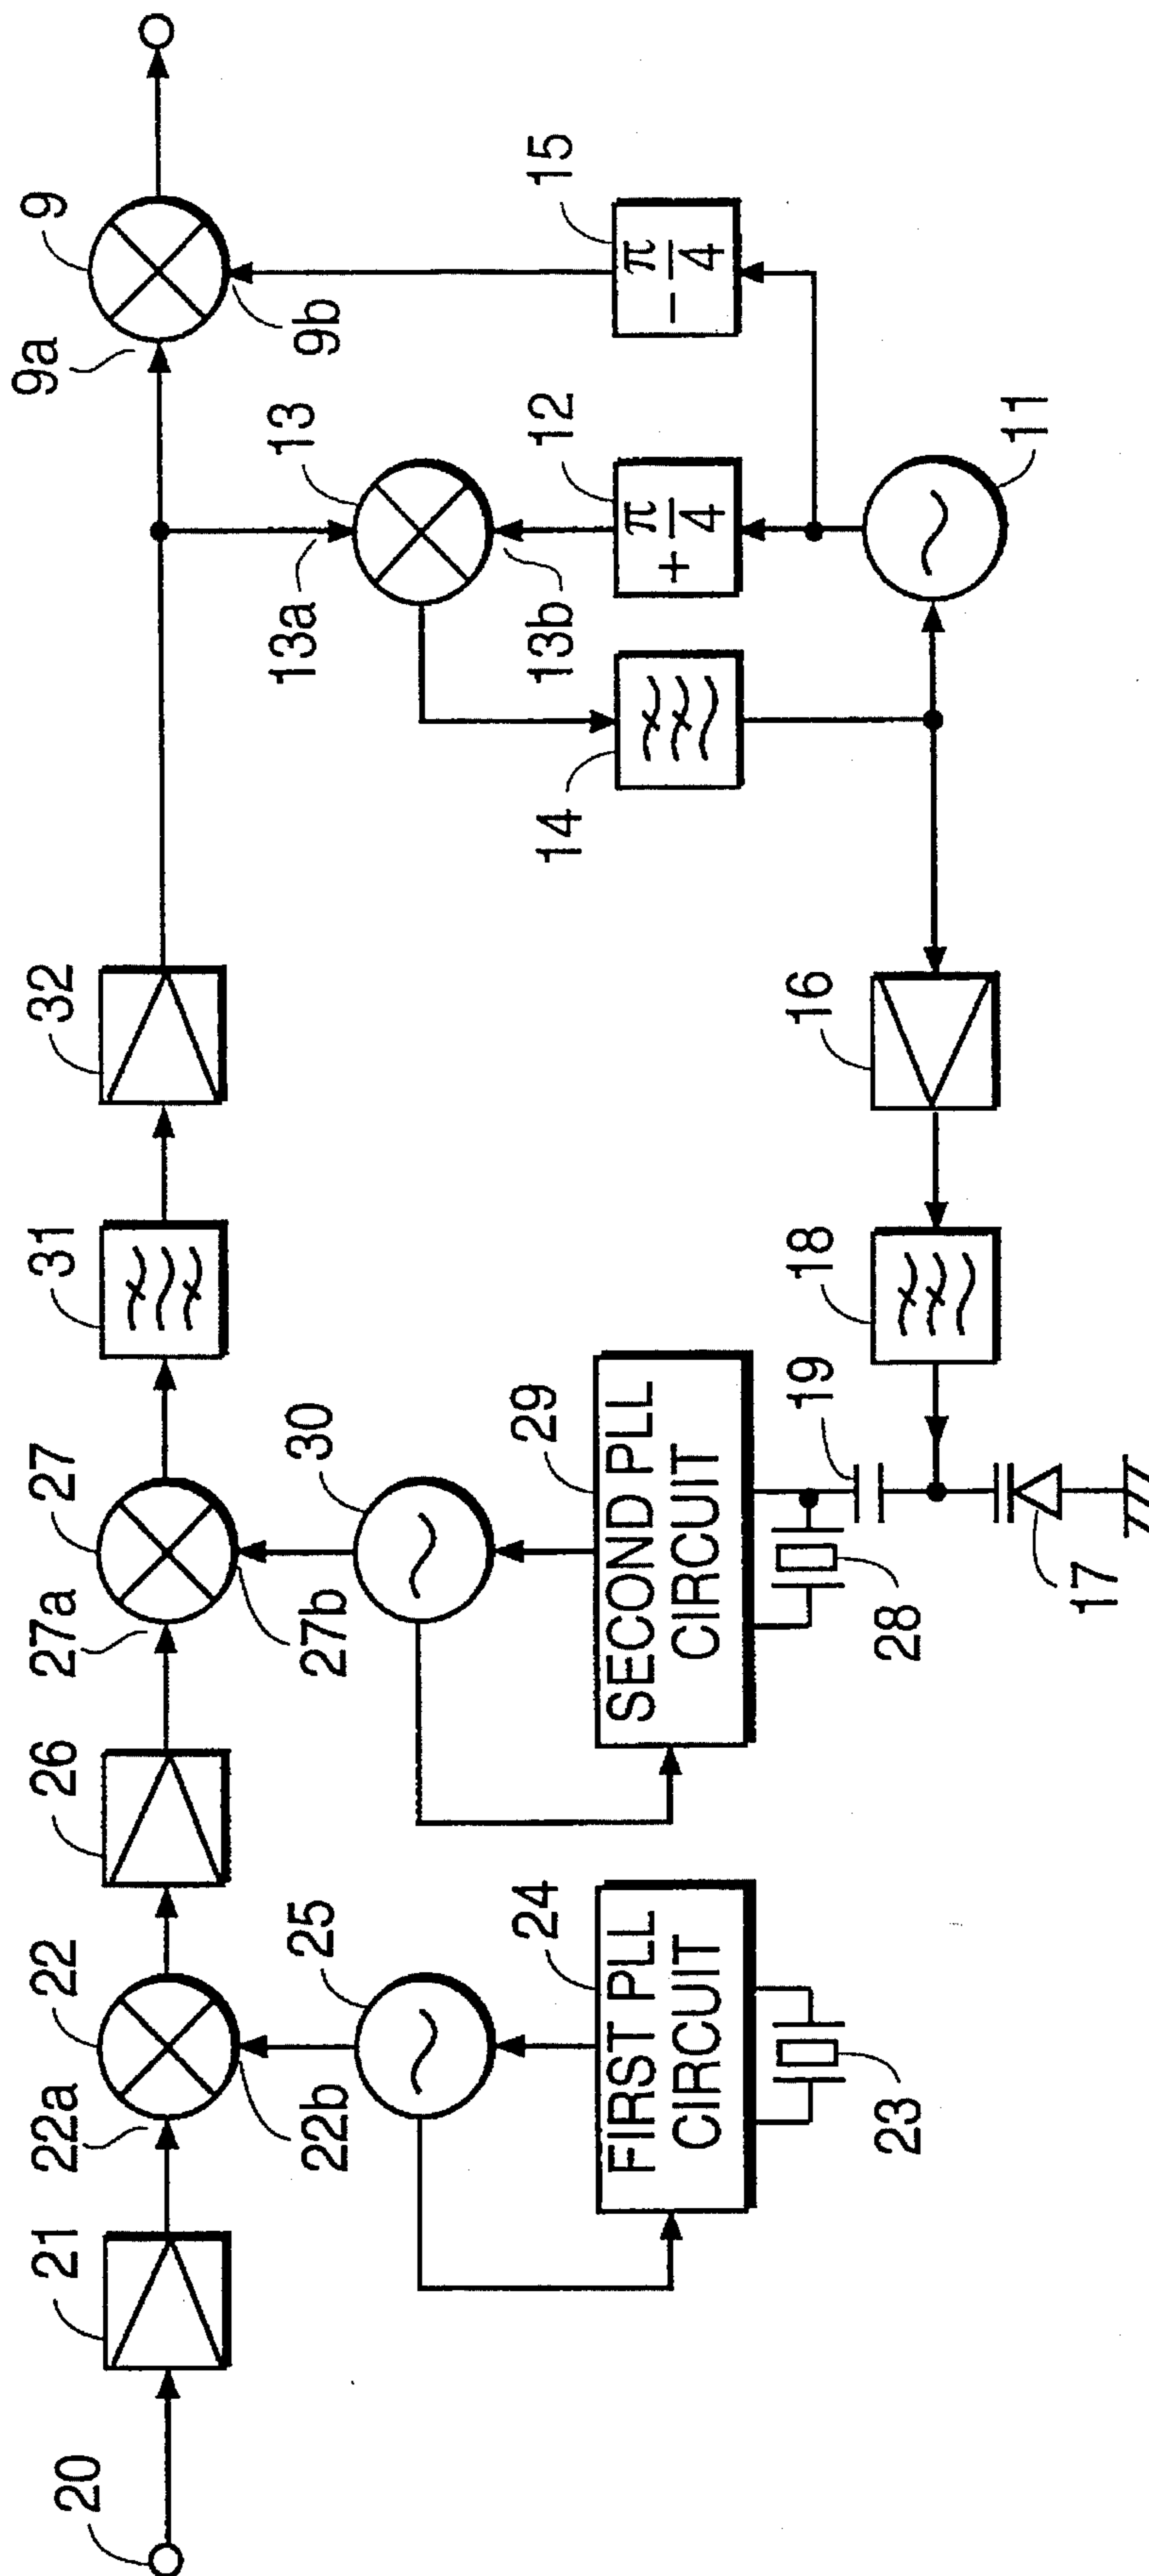 20
21
22a
22
22b
25
24
FIRST PLL
CIRCUIT
23
26
27a
27
27b
30
29
SECOND PLL
CIRCUIT
28
19
17
31
18
32
16
14
13a
13
13b
12
+ π/4
9a
9
9b
15
- π/4
11